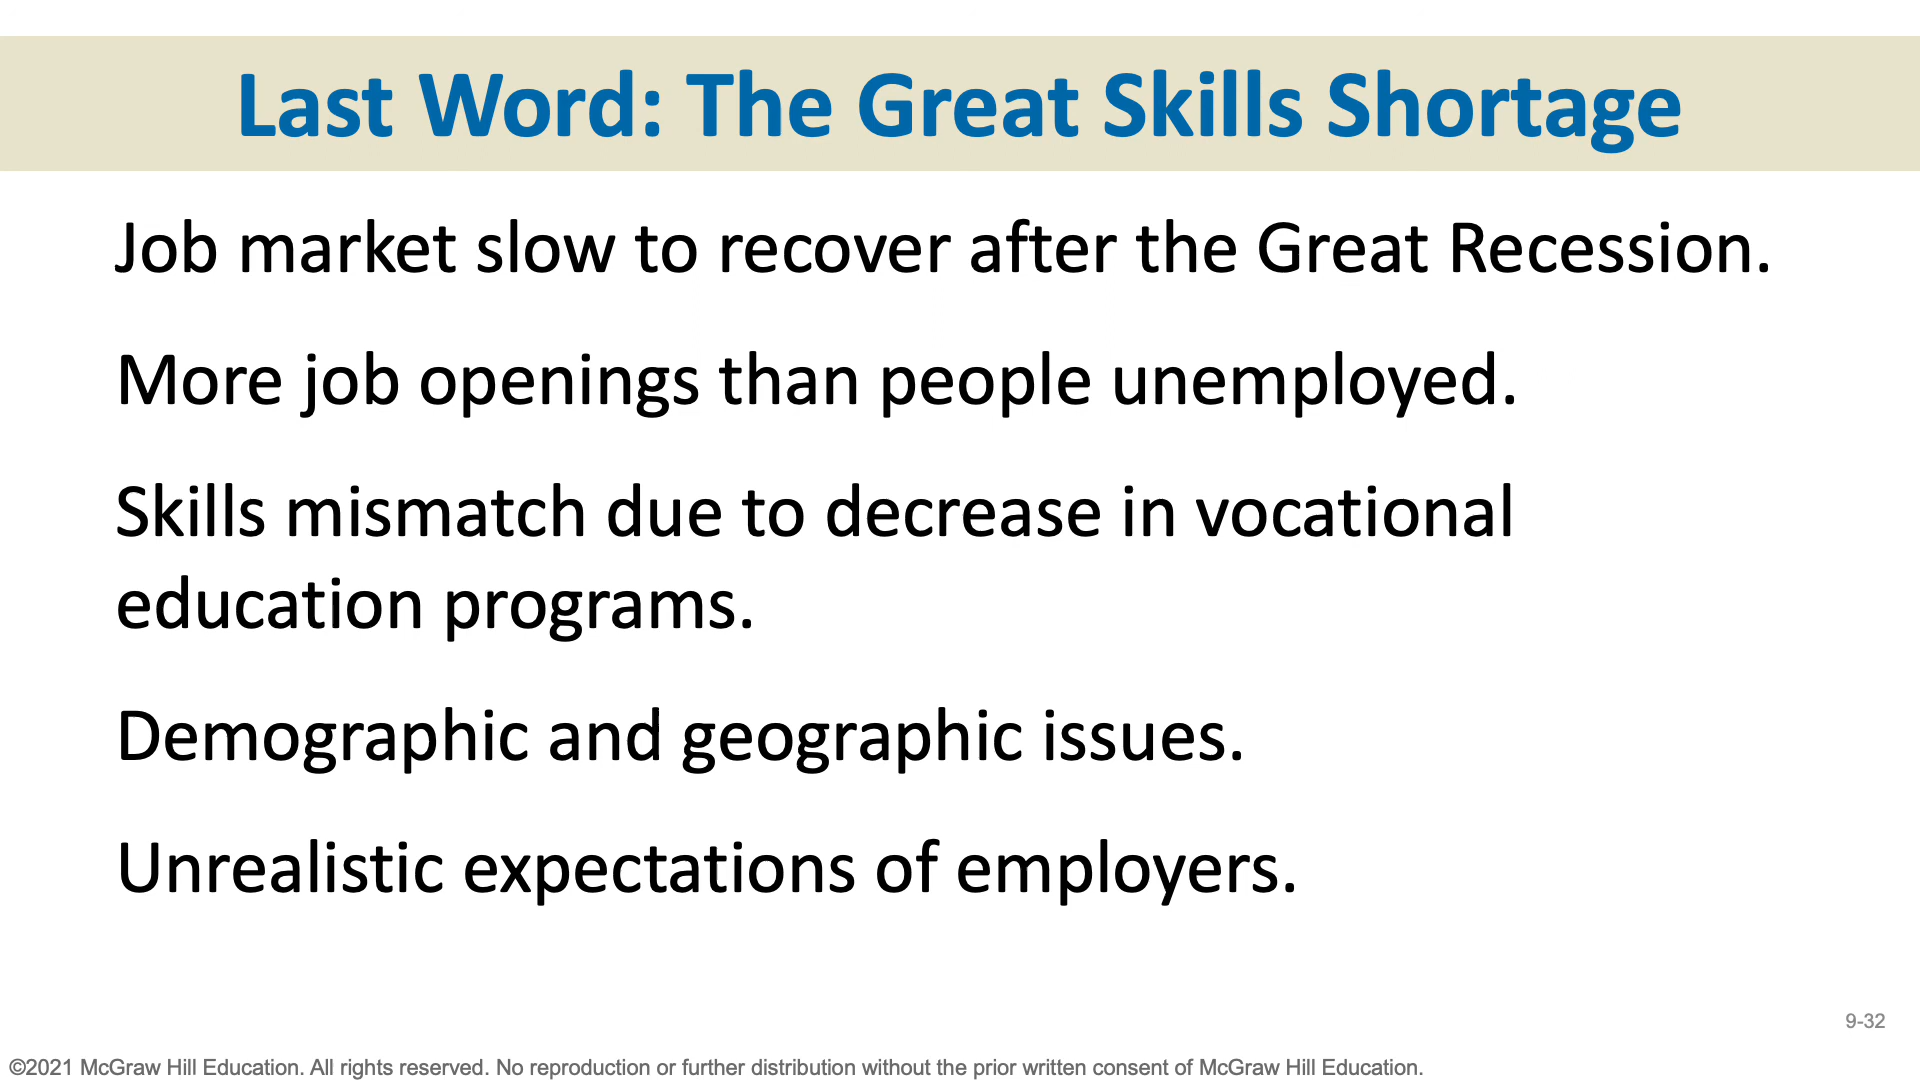 Last Word: The Great Skills Shortage
Job market slow to recover after the Great Recession.
More job openings than people unemployed.
Skills mismatch due to decrease in vocational
education programs.
Demographic and geographic issues.
Unrealistic expectations of employers.
9-32
©2021 McGraw Hill Education. All rights reserved. No reproduction or further distribution without the prior written consent of McGraw Hill Education.